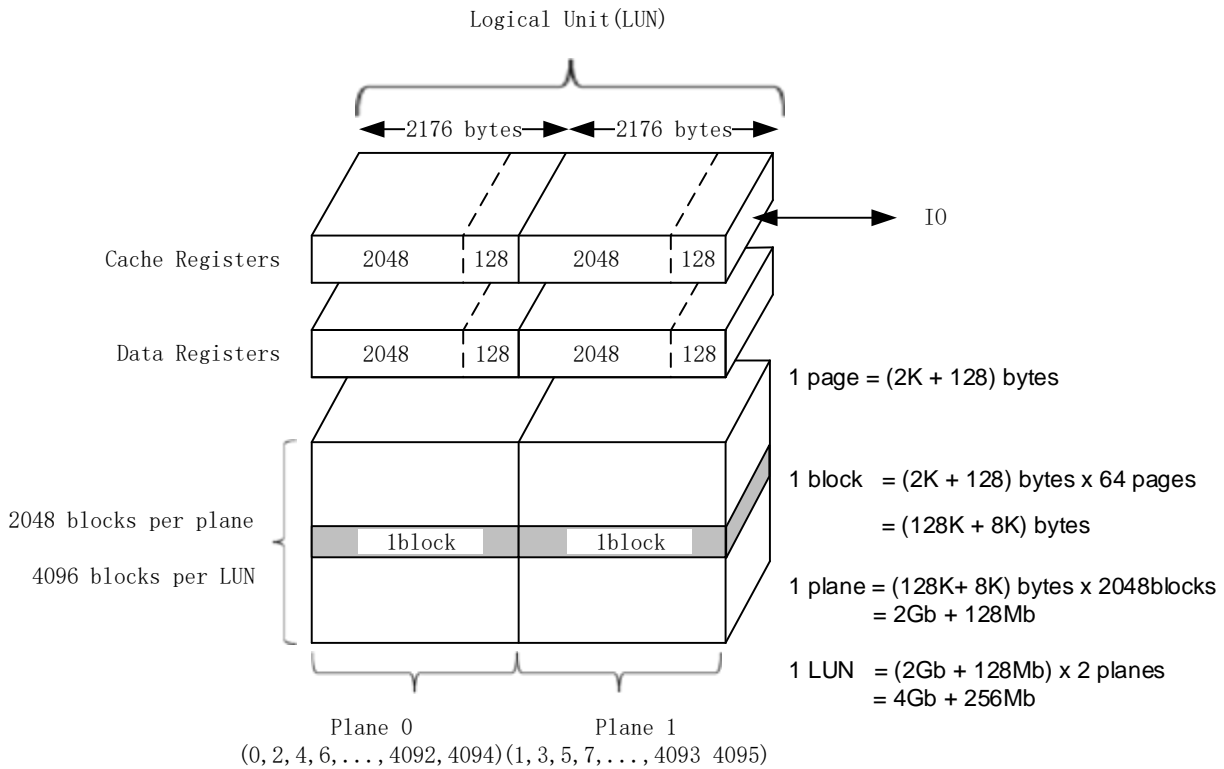 Logical Unit(LUN)
2176 bytes
2176 bytes
IO
Cache Registers
2048
128
2048
128
Data Registers
2048
128
2048
128
1 page = (2K + 128) bytes
1 block = (2K + 128) bytes x 64 pages
= (128K + 8K) bytes
2048 blocks per plane
4096 blocks per LUN
1block
1block
1 plane = (128K+ 8K) bytes x 2048blocks
= 2Gb + 128Mb
1 LUN = (2Gb + 128Mb) x 2 planes
= 4Gb + 256Mb
Plane 0
(0,2,4,6,...,4092,4094)
Plane 1
(1,3,5,7,...,4093 4095)